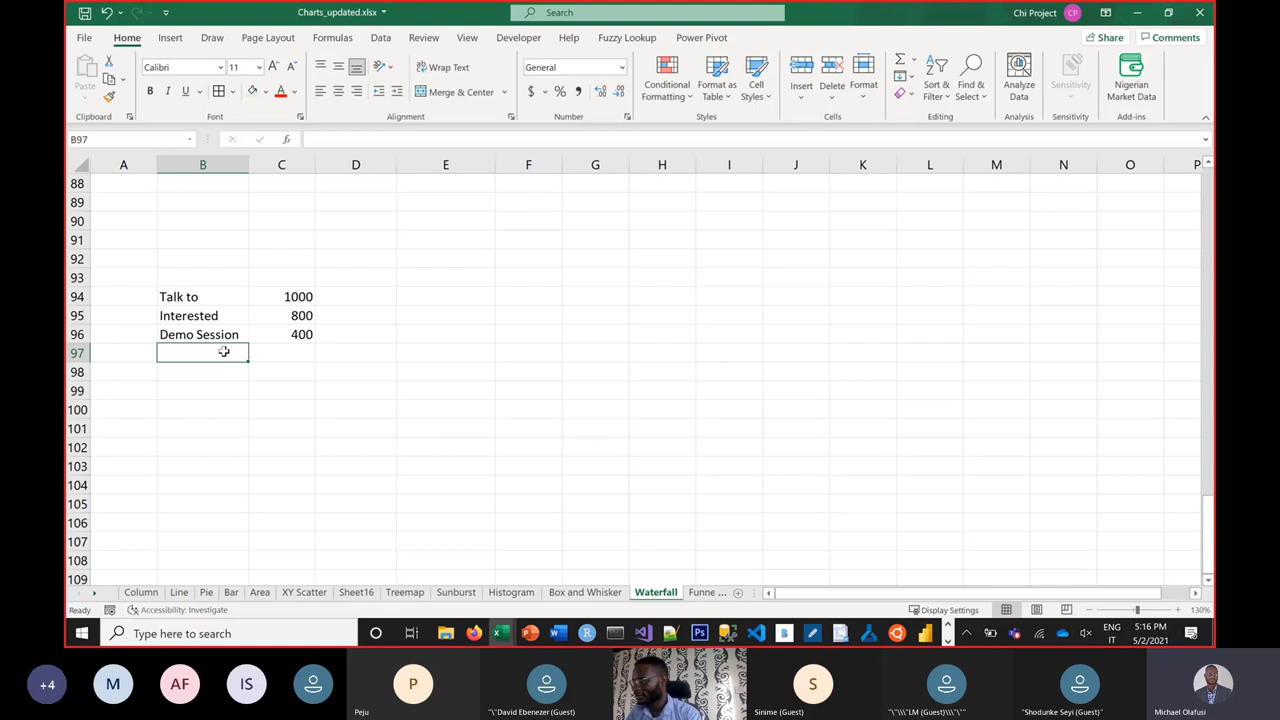 Charts_updated.xlsx
Search
Chi Project
CP
File Home Insert Draw Page Layout Formulas Data Review View Developer Help Fuzzy Lookup Power Pivot
Share
Comments
Paste
Calibri 11
B I U
Wrap Text
Merge & Center
General
$ %
Conditional Formatting
Format as Table
Cell Styles
Insert
Delete
Format
Sort & Filter
Find & Select
Analyze Data
Sensitivity
Nigerian Market Data
Clipboard Font Alignment Number Styles Cells Editing Analysis Sensitivity Add-ins
B97
fx
A B C D E F G H I J K L M N O P
88
89
90
91
92
93
94 Talk to 1000
95 Interested 800
96 Demo Session 400
97
98
99
100
101
102
103
104
105
106
107
108
109
Column Line Pie Bar Area XY Scatter Sheet16 Treemap Sunburst Histogram Box and Whisker Waterfall Funne ...
Ready
Accessibility: Investigate
Display Settings
130%
Type here to search
ENG
IT
5:16 PM
5/2/2021
+4
M
AF
IS
P
S
Peju
"\"David Ebenezer (Guest)
Sinime (Guest)
"\"\\\"LM (Guest)\\\"\""
"Shodunke Seyi (Guest)"
Michael Olafusi